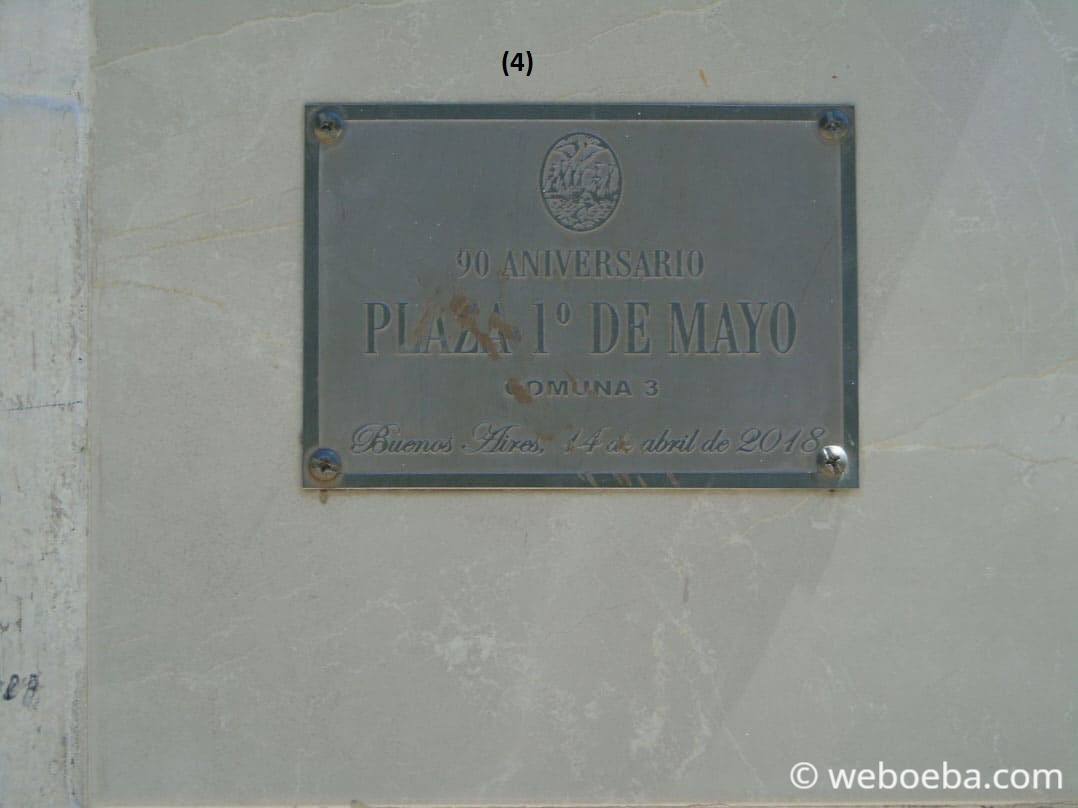 (4)
90 ANIVERSARIO
PLAZA 1º DE MAYO
COMUNA 3
Buenos Aires, 14 de abril de 2018
© weboeba.com